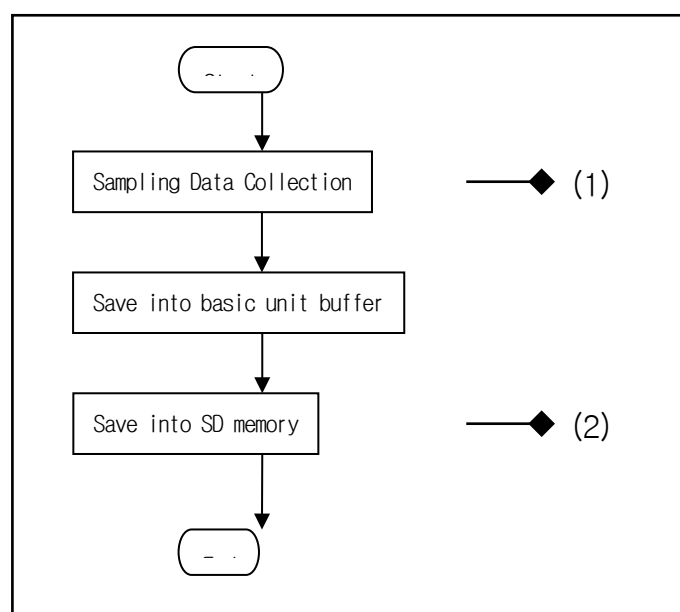 Sampling Data Collection
(1)
Save into basic unit buffer
Save into SD memory
(2)